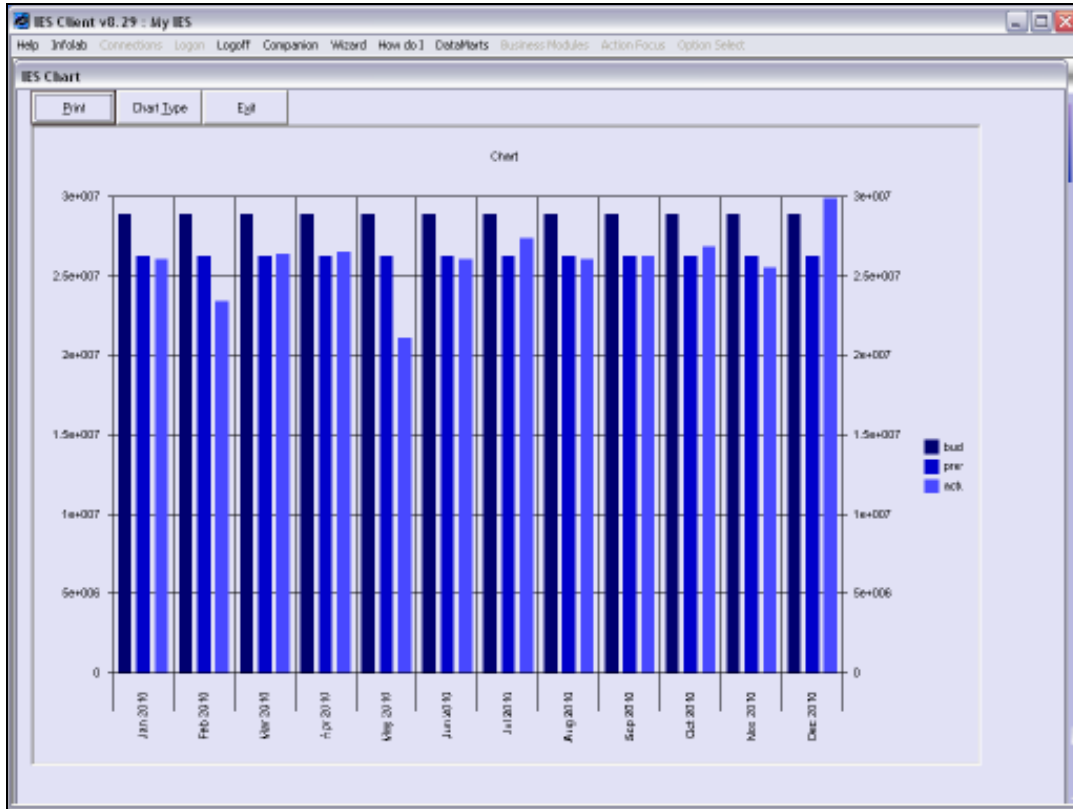 IES Client v8.29 : My IES
Help Infolab Connections Logon Logoff Companion Wizard How do I DataMarts Business Modules Action Focus Option Select
IES Chart
Print Chart Type Exit
Chart
3e+007 3e+007
2.5e+007 2.5e+007
2e+007 2e+007
1.5e+007 1.5e+007
bud
prer
actu
1e+007 1e+007
5e+006 5e+006
0 0
Jan 2010 Feb 2010 Mar 2010 Apr 2010 May 2010 Jun 2010 Jul 2010 Aug 2010 Sep 2010 Oct 2010 Nov 2010 Dec 2010